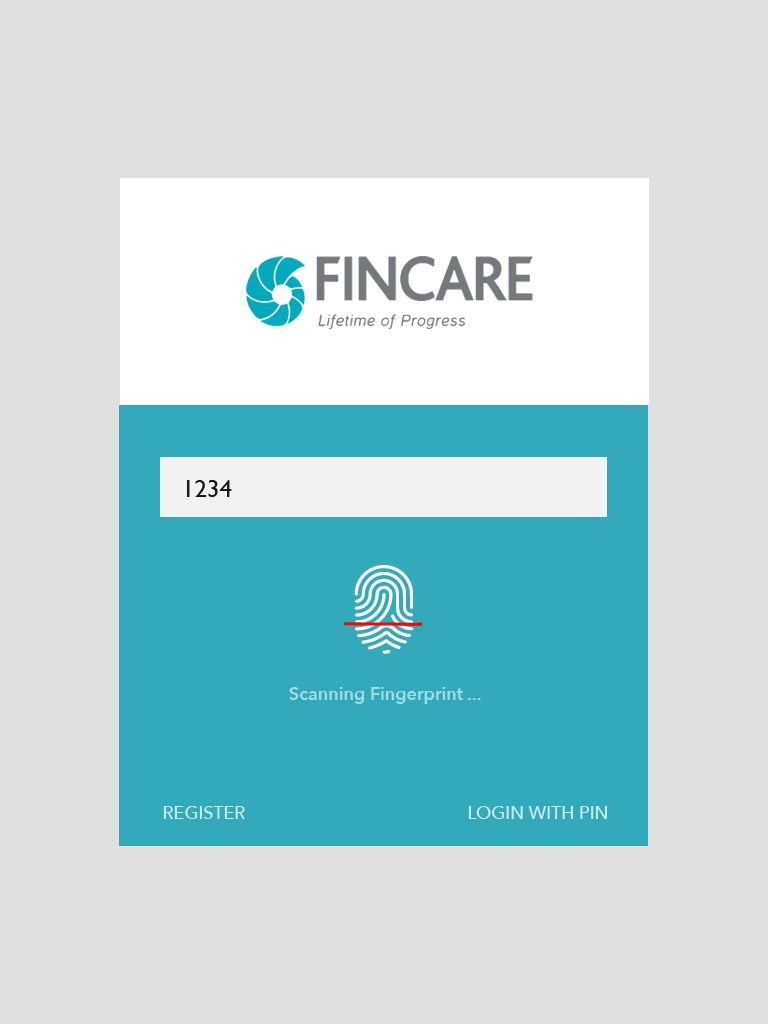 FINCARE
Lifetime of Progress
1234
Scanning Fingerprint ...
REGISTER
LOGIN WITH PIN